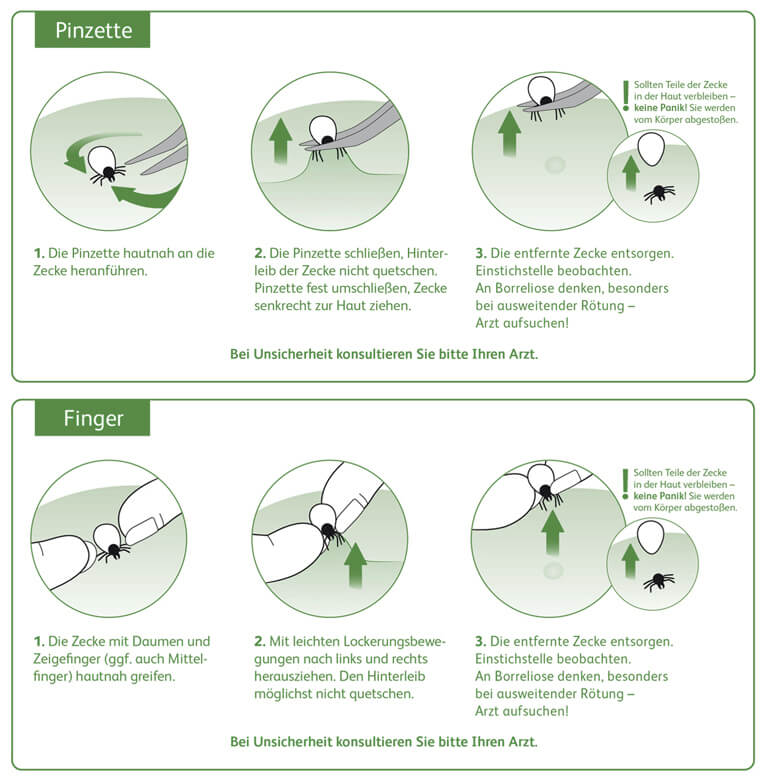 Pinzette
Sollten Teile der Zecke
in der Haut verbleiben –
keine Panik! Sie werden
vom Körper abgestoßen.
1. Die Pinzette hautnah an die
Zecke heranführen.
2. Die Pinzette schließen, Hinter-
leib der Zecke nicht quetschen.
Pinzette fest umschließen, Zecke
senkrecht zur Haut ziehen.
3. Die entfernte Zecke entsorgen.
Einstichstelle beobachten.
An Borreliose denken, besonders
bei ausweitender Rötung –
Arzt aufsuchen!
Bei Unsicherheit konsultieren Sie bitte Ihren Arzt.
Finger
Sollten Teile der Zecke
in der Haut verbleiben –
keine Panik! Sie werden
vom Körper abgestoßen.
1. Die Zecke mit Daumen und
Zeigefinger (ggf. auch Mittel-
finger) hautnah greifen.
2. Mit leichten Lockerungsbewe-
gungen nach links und rechts
herausziehen. Den Hinterleib
möglichst nicht quetschen.
3. Die entfernte Zecke entsorgen.
Einstichstelle beobachten.
An Borreliose denken, besonders
bei ausweitender Rötung –
Arzt aufsuchen!
Bei Unsicherheit konsultieren Sie bitte Ihren Arzt.